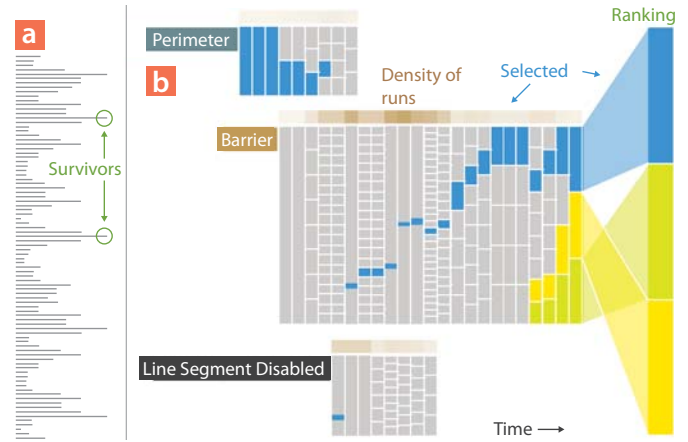 a
Survivors
b
Perimeter
Density of
runs
Selected
Ranking
Barrier
Line Segment Disabled
Time